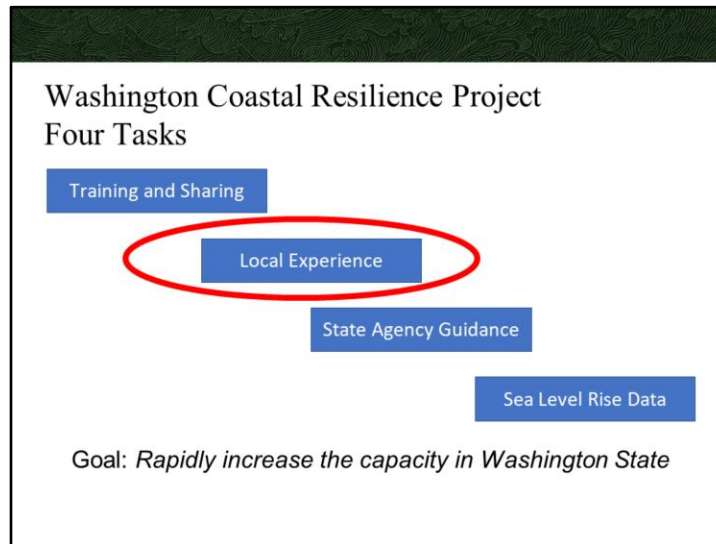 Washington Coastal Resilience Project
Four Tasks
Training and Sharing
Local Experience
State Agency Guidance
Sea Level Rise Data
Goal: Rapidly increase the capacity in Washington State